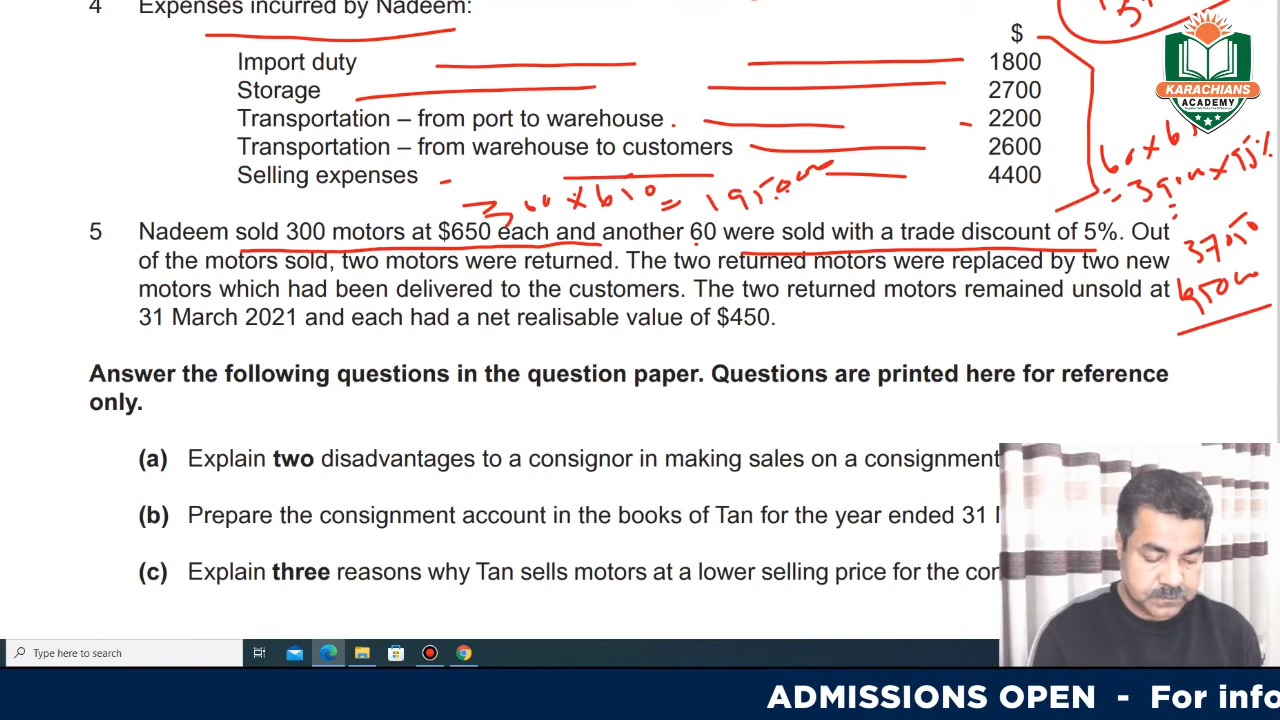 4 Expenses incurred by Nadeem:
$
Import duty 1800
Storage 2700
Transportation – from port to warehouse 2200
Transportation – from warehouse to customers 2600
Selling expenses 4400
KARACHIANS
ACADEMY
300 x 650 = 195000
= 39000 x 95%
37050
195000
5 Nadeem sold 300 motors at $650 each and another 60 were sold with a trade discount of 5%. Out
of the motors sold, two motors were returned. The two returned motors were replaced by two new
motors which had been delivered to the customers. The two returned motors remained unsold at
31 March 2021 and each had a net realisable value of $450.
Answer the following questions in the question paper. Questions are printed here for reference
only.
(a) Explain two disadvantages to a consignor in making sales on a consignment
(b) Prepare the consignment account in the books of Tan for the year ended 31
(c) Explain three reasons why Tan sells motors at a lower selling price for the
Type here to search
ADMISSIONS OPEN - For info